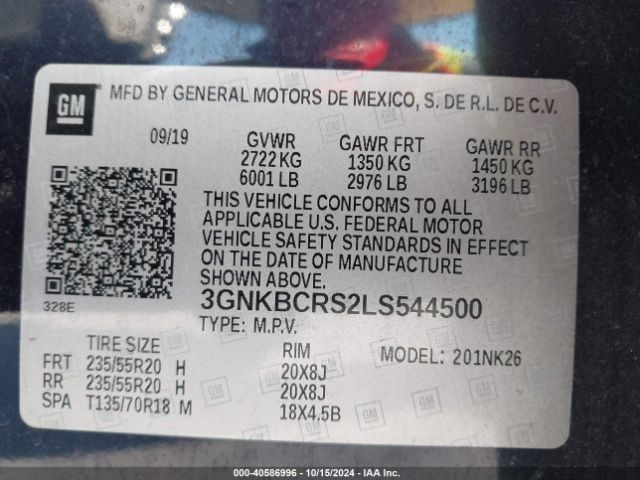 GM MFD BY GENERAL MOTORS DE MEXICO, S. DE R.L. DE C.V.
09/19 GVWR GAWR FRT GAWR RR
2722 KG 1350 KG 1450 KG
6001 LB 2976 LB 3196 LB
THIS VEHICLE CONFORMS TO ALL
APPLICABLE U.S. FEDERAL MOTOR
VEHICLE SAFETY STANDARDS IN EFFECT
ON THE DATE OF MANUFACTURE
SHOWN ABOVE.
328E 3GNKBCRS2LS544500
TYPE: M.P.V.
TIRE SIZE RIM MODEL: 201NK26
FRT 235/55R20 H 20X8J
RR 235/55R20 H 20X8J
SPA T135/70R18 M 18X4.5B
000-40586996 - 10/15/2024 - IAA Inc.